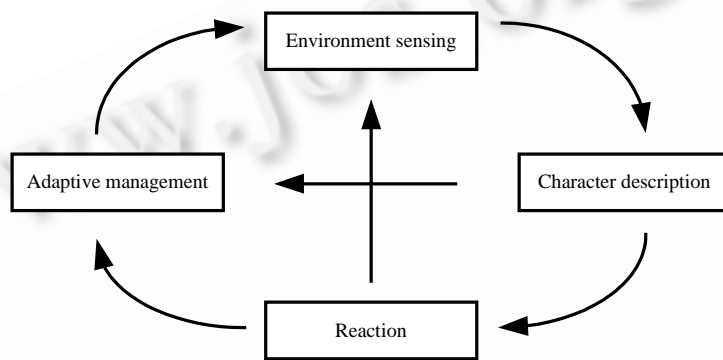 Environment sensing
Adaptive management
Character description
Reaction